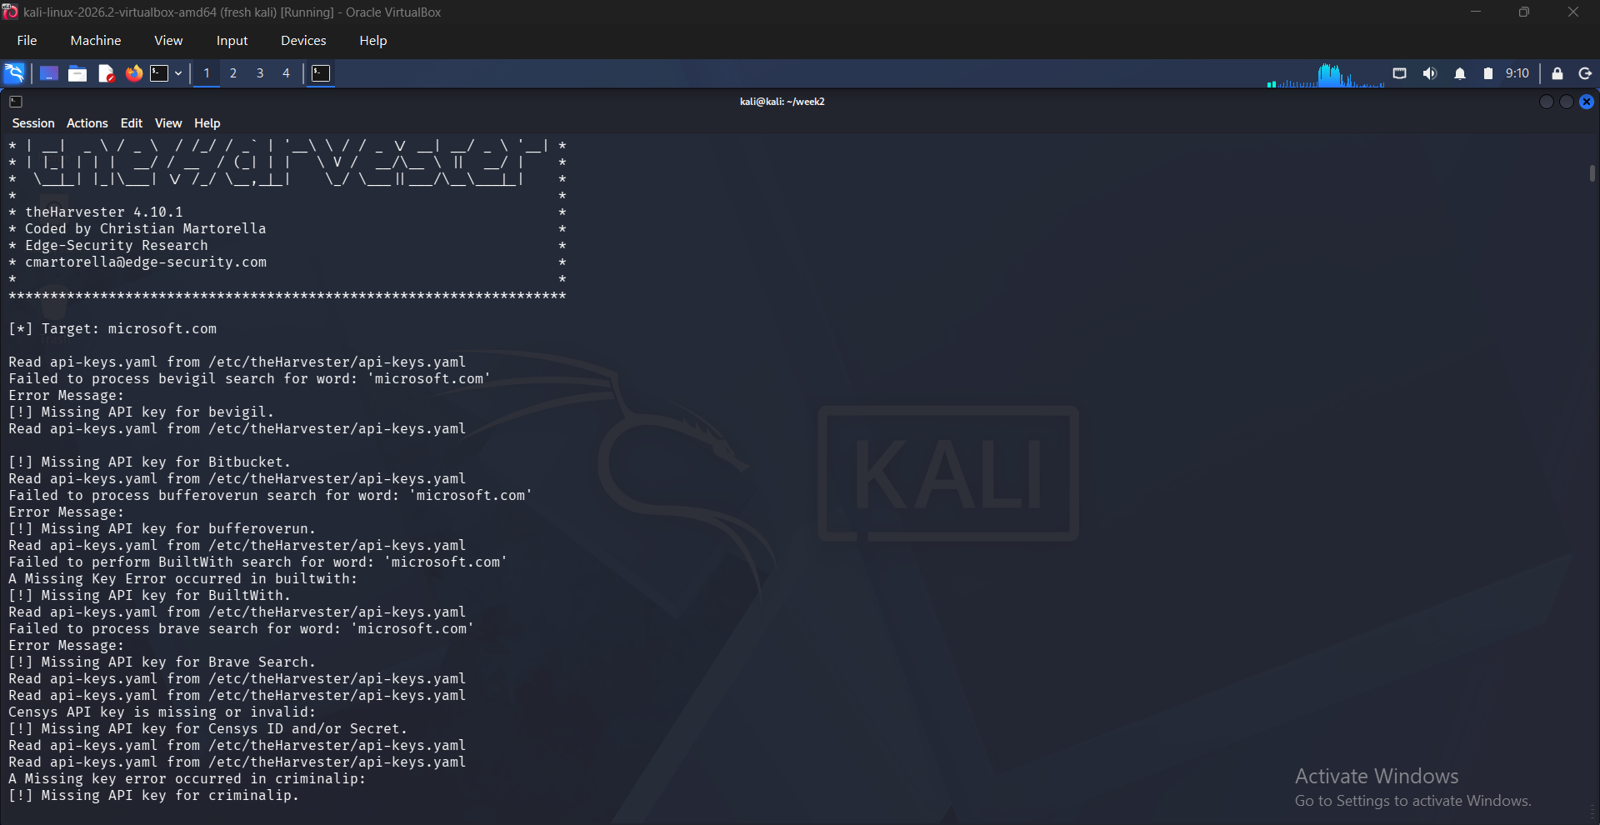 kali-linux-2026.2-virtualbox-amd64 (fresh kali) [Running] - Oracle VirtualBox
File Machine View Input Devices Help
1 2 3 4 9:10
kali@kali: ~/week2
Session Actions Edit View Help
* theHarvester 4.10.1 *
* Coded by Christian Martorella *
* Edge-Security Research *
* cmartorella@edge-security.com *
* *
*******************************************************************
[*] Target: microsoft.com
Read api-keys.yaml from /etc/theHarvester/api-keys.yaml
Failed to process bevigil search for word: 'microsoft.com'
Error Message:
[!] Missing API key for bevigil.
Read api-keys.yaml from /etc/theHarvester/api-keys.yaml
[!] Missing API key for Bitbucket.
Read api-keys.yaml from /etc/theHarvester/api-keys.yaml
Failed to process bufferoverun search for word: 'microsoft.com'
Error Message:
[!] Missing API key for bufferoverun.
Read api-keys.yaml from /etc/theHarvester/api-keys.yaml
Failed to perform BuiltWith search for word: 'microsoft.com'
A Missing Key Error occurred in builtwith:
[!] Missing API key for BuiltWith.
Read api-keys.yaml from /etc/theHarvester/api-keys.yaml
Failed to process brave search for word: 'microsoft.com'
Error Message:
[!] Missing API key for Brave Search.
Read api-keys.yaml from /etc/theHarvester/api-keys.yaml
Read api-keys.yaml from /etc/theHarvester/api-keys.yaml
Censys API key is missing or invalid:
[!] Missing API key for Censys ID and/or Secret.
Read api-keys.yaml from /etc/theHarvester/api-keys.yaml
Read api-keys.yaml from /etc/theHarvester/api-keys.yaml
A Missing key error occurred in criminalip:
[!] Missing API key for criminalip.
KALI
Activate Windows
Go to Settings to activate Windows.